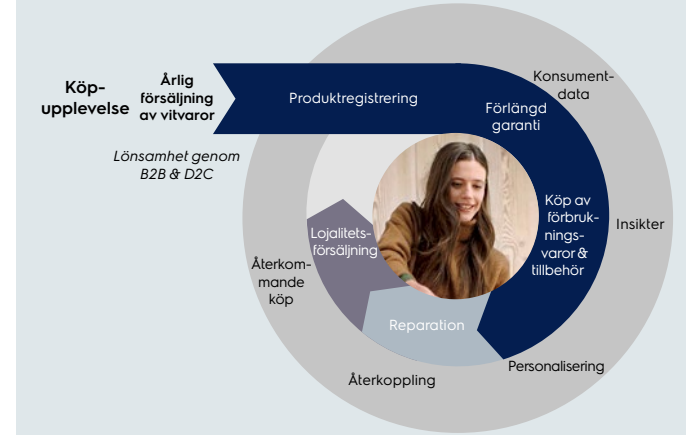 Köp-
upplevelse
Årlig
försäljning
av vitvaror
Lönsamhet genom
B2B & D2C
Produktregistrering
Förlängd
garanti
Konsument-
data
Köp av
förbruk-
nings-
varor &
tillbehör
Insikter
Personalisering
Reparation
Återkoppling
Lojalitets-
försäljning
Återkom-
mande
köp